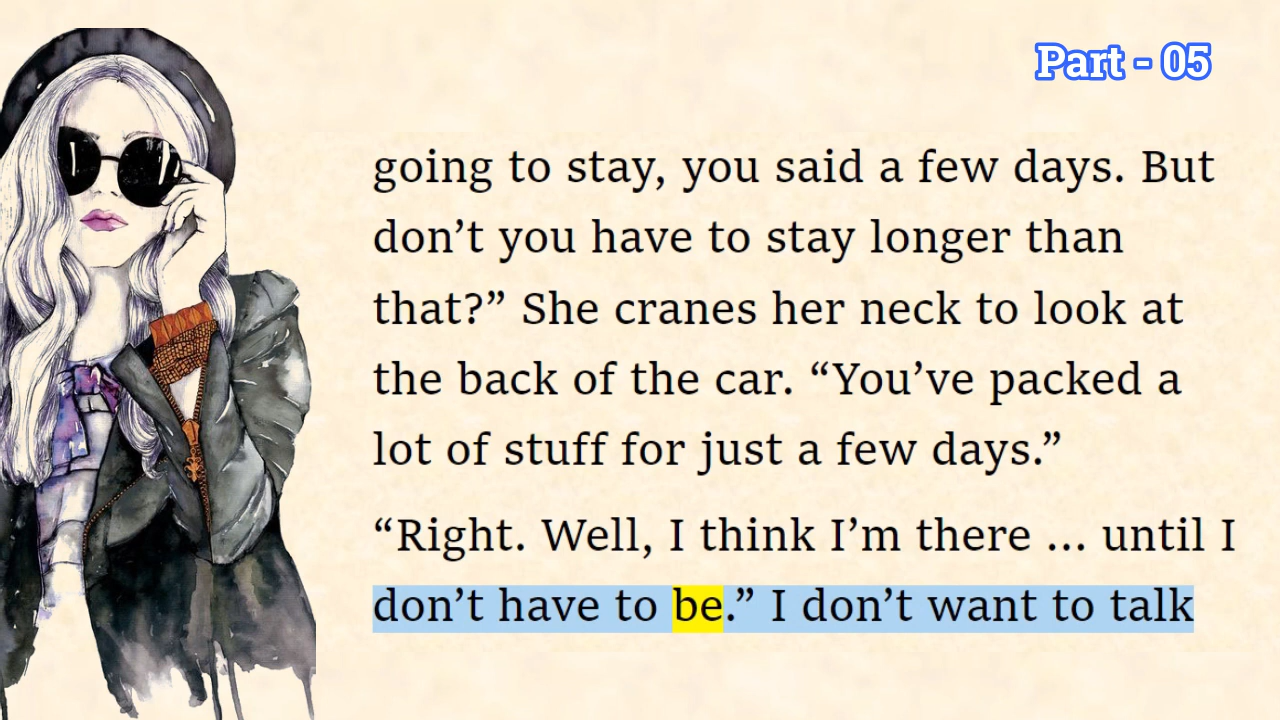 Part - 05
going to stay, you said a few days. But
don’t you have to stay longer than
that?” She cranes her neck to look at
the back of the car. “You’ve packed a
lot of stuff for just a few days.”
“Right. Well, I think I’m there … until I
don’t have to be.” I don’t want to talk